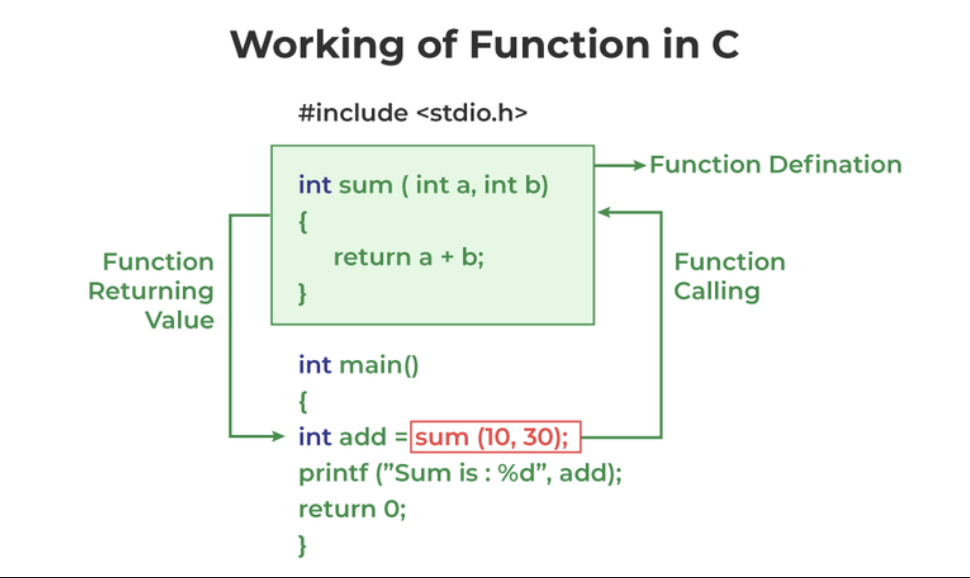 Working of Function in C
#include <stdio.h>
int sum ( int a, int b)
{
return a + b;
}
Function Defination
Function
Returning
Value
Function
Calling
int main()
{
int add = sum (10, 30);
printf (”Sum is : %d”, add);
return 0;
}